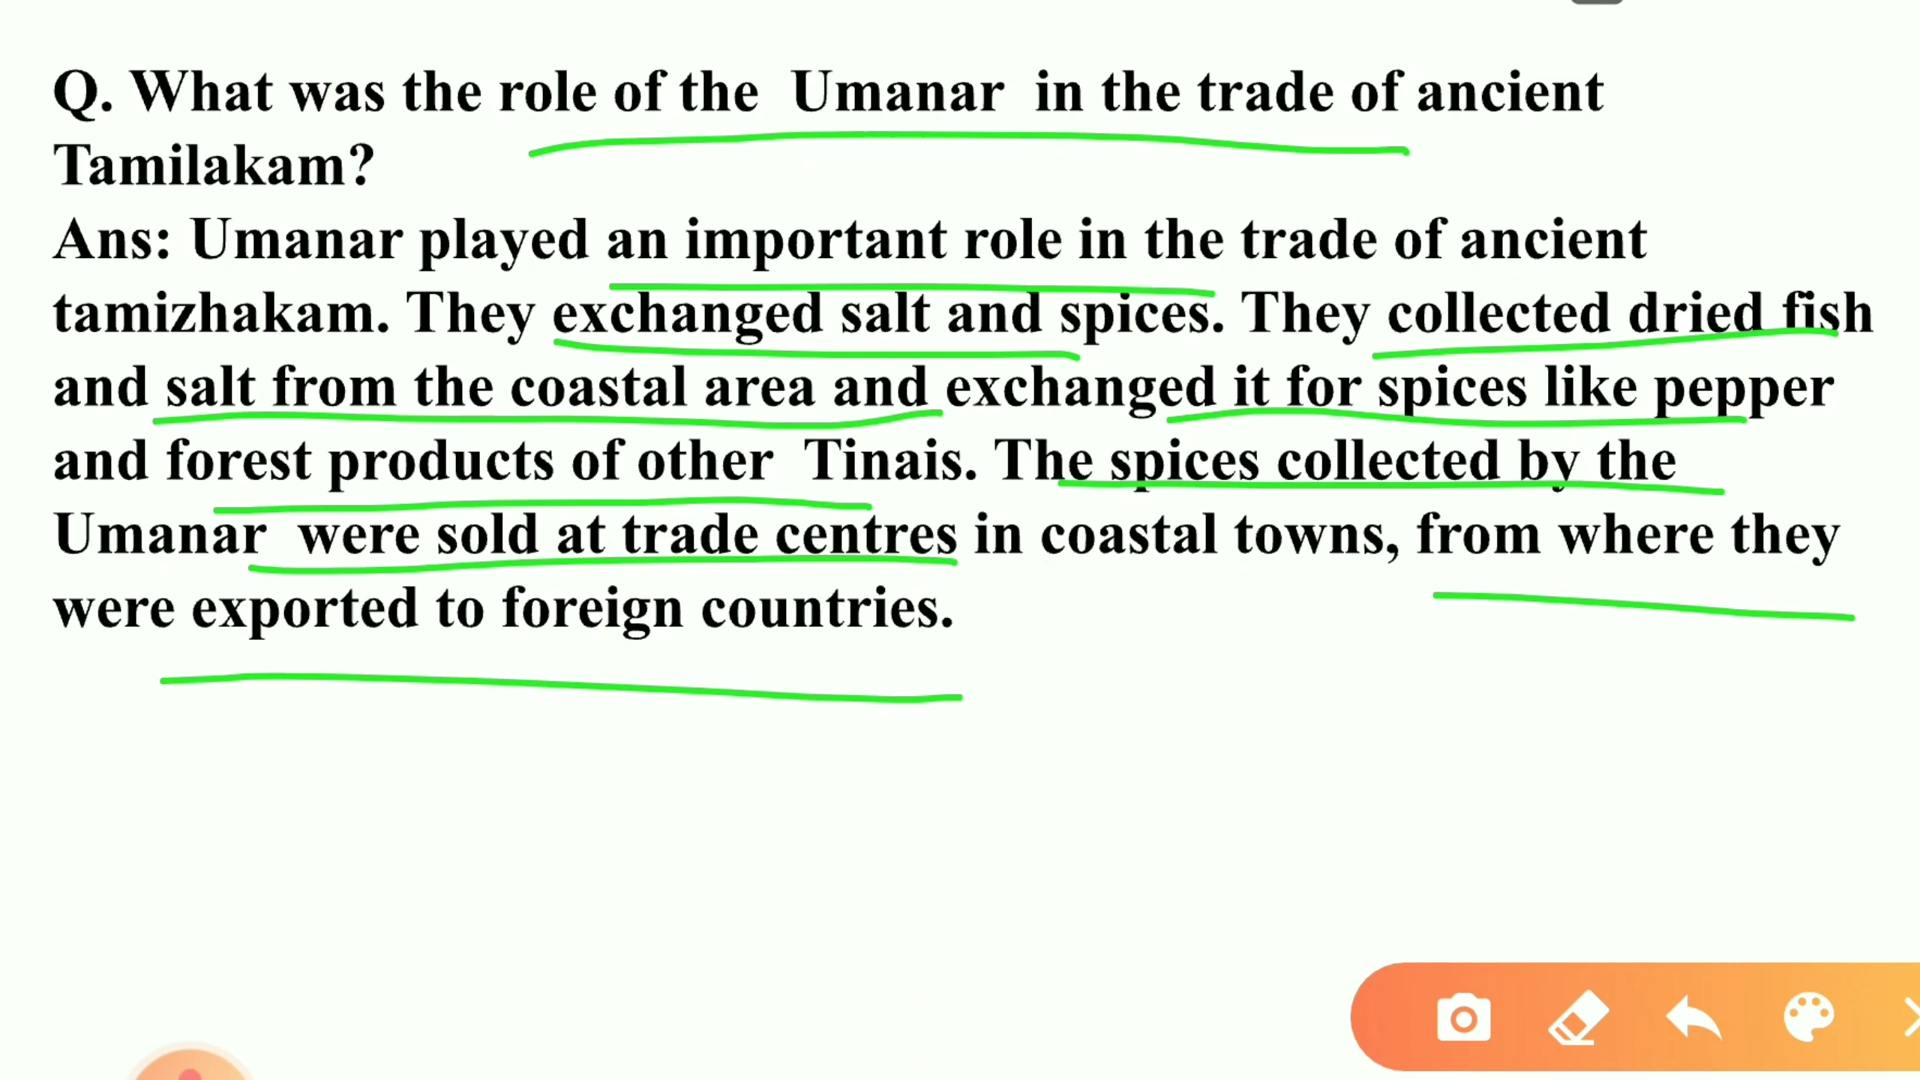 Q. What was the role of the Umanar in the trade of ancient
Tamilakam?
Ans: Umanar played an important role in the trade of ancient
tamizhakam. They exchanged salt and spices. They collected dried fish
and salt from the coastal area and exchanged it for spices like pepper
and forest products of other Tinais. The spices collected by the
Umanar were sold at trade centres in coastal towns, from where they
were exported to foreign countries.